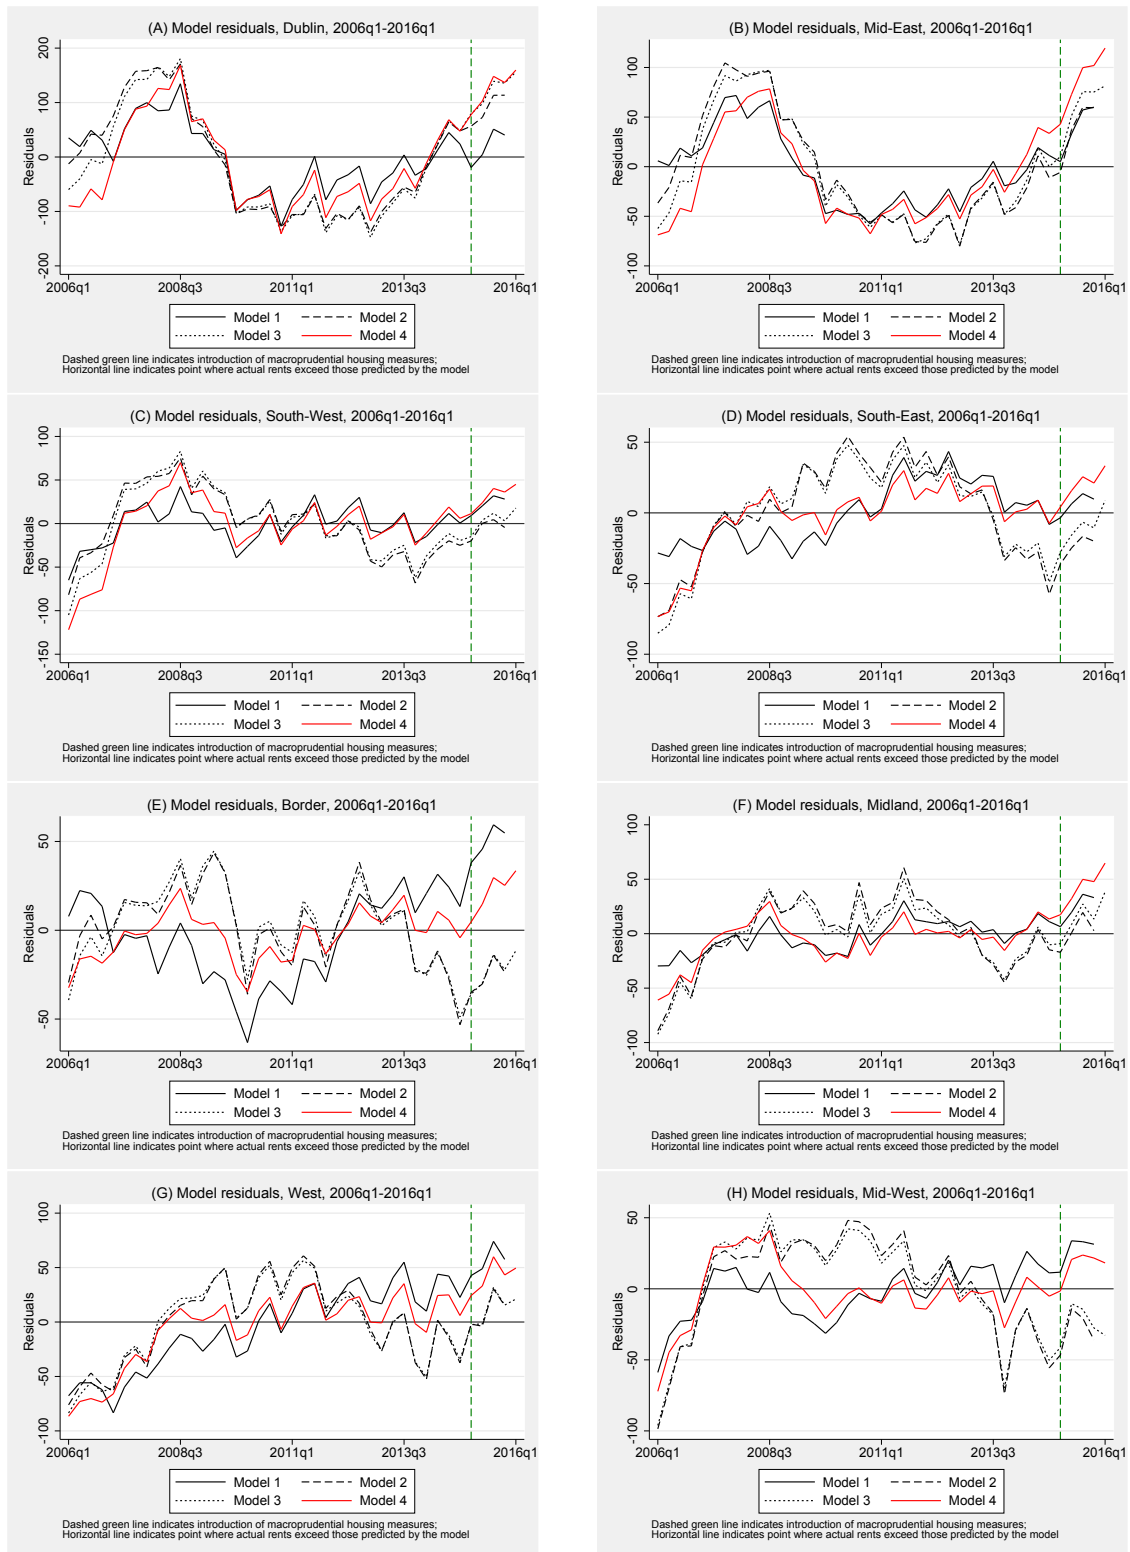 (A) Model residuals, Dublin, 2006q1-2016q1
Residuals
200
100
0
-100
-200
2006q1 2008q3 2011q1 2013q3 2016q1
Model 1 Model 2
Model 3 Model 4
Dashed green line indicates introduction of macroprudential housing measures;
Horizontal line indicates point where actual rents exceed those predicted by the model
(B) Model residuals, Mid-East, 2006q1-2016q1
Residuals
100
50
0
-50
-100
2006q1 2008q3 2011q1 2013q3 2016q1
Model 1 Model 2
Model 3 Model 4
Dashed green line indicates introduction of macroprudential housing measures;
Horizontal line indicates point where actual rents exceed those predicted by the model
(C) Model residuals, South-West, 2006q1-2016q1
Residuals
100
50
0
-50
-100
-150
2006q1 2008q3 2011q1 2013q3 2016q1
Model 1 Model 2
Model 3 Model 4
Dashed green line indicates introduction of macroprudential housing measures;
Horizontal line indicates point where actual rents exceed those predicted by the model
(D) Model residuals, South-East, 2006q1-2016q1
Residuals
50
0
-50
-100
2006q1 2008q3 2011q1 2013q3 2016q1
Model 1 Model 2
Model 3 Model 4
Dashed green line indicates introduction of macroprudential housing measures;
Horizontal line indicates point where actual rents exceed those predicted by the model
(E) Model residuals, Border, 2006q1-2016q1
Residuals
50
0
-50
2006q1 2008q3 2011q1 2013q3 2016q1
Model 1 Model 2
Model 3 Model 4
Dashed green line indicates introduction of macroprudential housing measures;
Horizontal line indicates point where actual rents exceed those predicted by the model
(F) Model residuals, Midland, 2006q1-2016q1
Residuals
100
50
0
-50
-100
2006q1 2008q3 2011q1 2013q3 2016q1
Model 1 Model 2
Model 3 Model 4
Dashed green line indicates introduction of macroprudential housing measures;
Horizontal line indicates point where actual rents exceed those predicted by the model
(G) Model residuals, West, 2006q1-2016q1
Residuals
100
50
0
-50
-100
2006q1 2008q3 2011q1 2013q3 2016q1
Model 1 Model 2
Model 3 Model 4
Dashed green line indicates introduction of macroprudential housing measures;
Horizontal line indicates point where actual rents exceed those predicted by the model
(H) Model residuals, Mid-West, 2006q1-2016q1
Residuals
50
0
-50
-100
2006q1 2008q3 2011q1 2013q3 2016q1
Model 1 Model 2
Model 3 Model 4
Dashed green line indicates introduction of macroprudential housing measures;
Horizontal line indicates point where actual rents exceed those predicted by the model